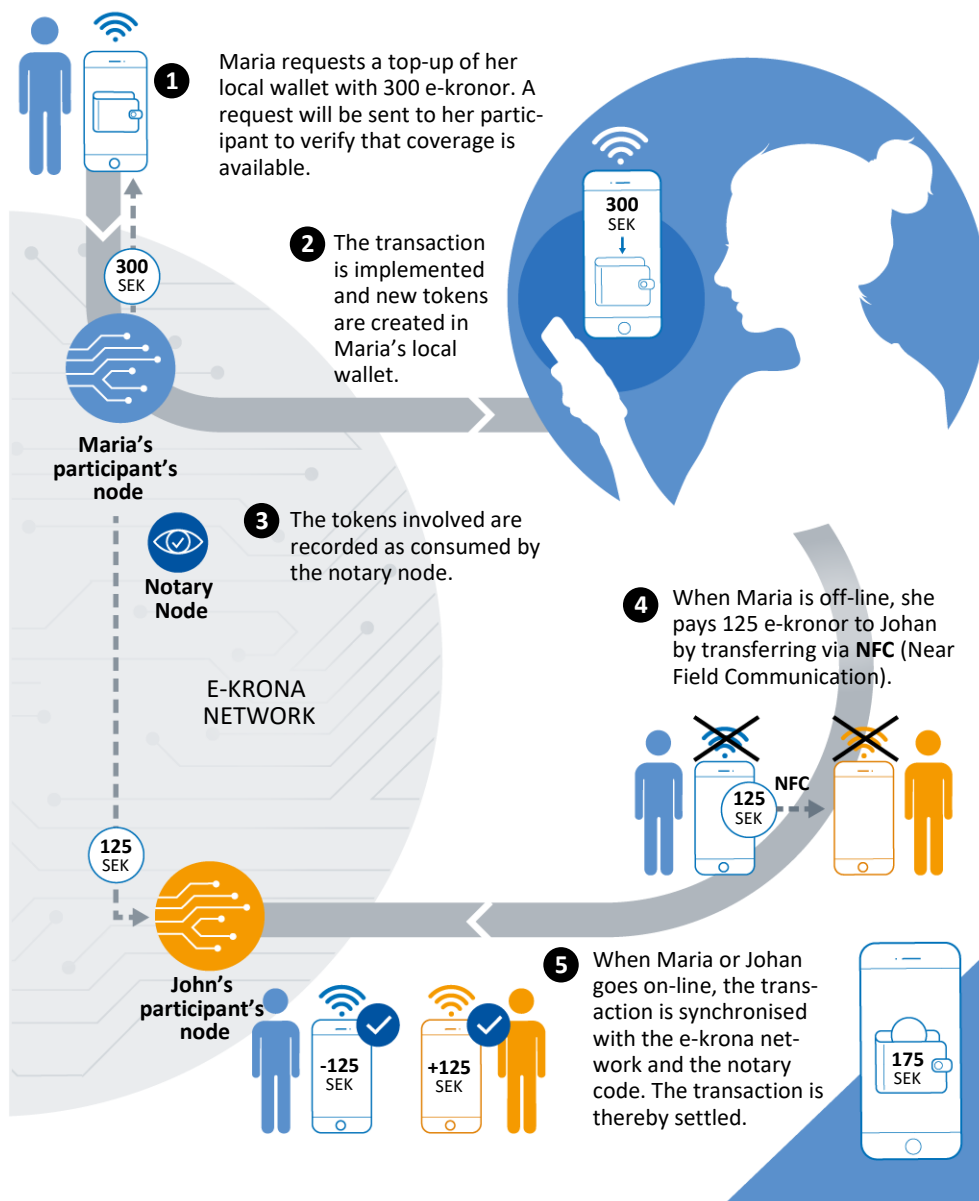 1
Maria requests a top-up of her
local wallet with 300 e-kronor. A
request will be sent to her partic-
ipant to verify that coverage is
available.
300
SEK
2
The transaction
is implemented
and new tokens
are created in
Maria's local
wallet.
300
SEK
Maria's
participant's
node
3
The tokens involved are
recorded as consumed by
the notary node.
Notary
Node
E-KRONA
NETWORK
4
When Maria is off-line, she
pays 125 e-kronor to Johan
by transferring via NFC (Near
Field Communication).
125
SEK
NFC
125
SEK
John's
participant's
node
-125
SEK
+125
SEK
5
When Maria or Johan
goes on-line, the trans-
action is synchronised
with the e-krona net-
work and the notary
code. The transaction is
thereby settled.
175
SEK